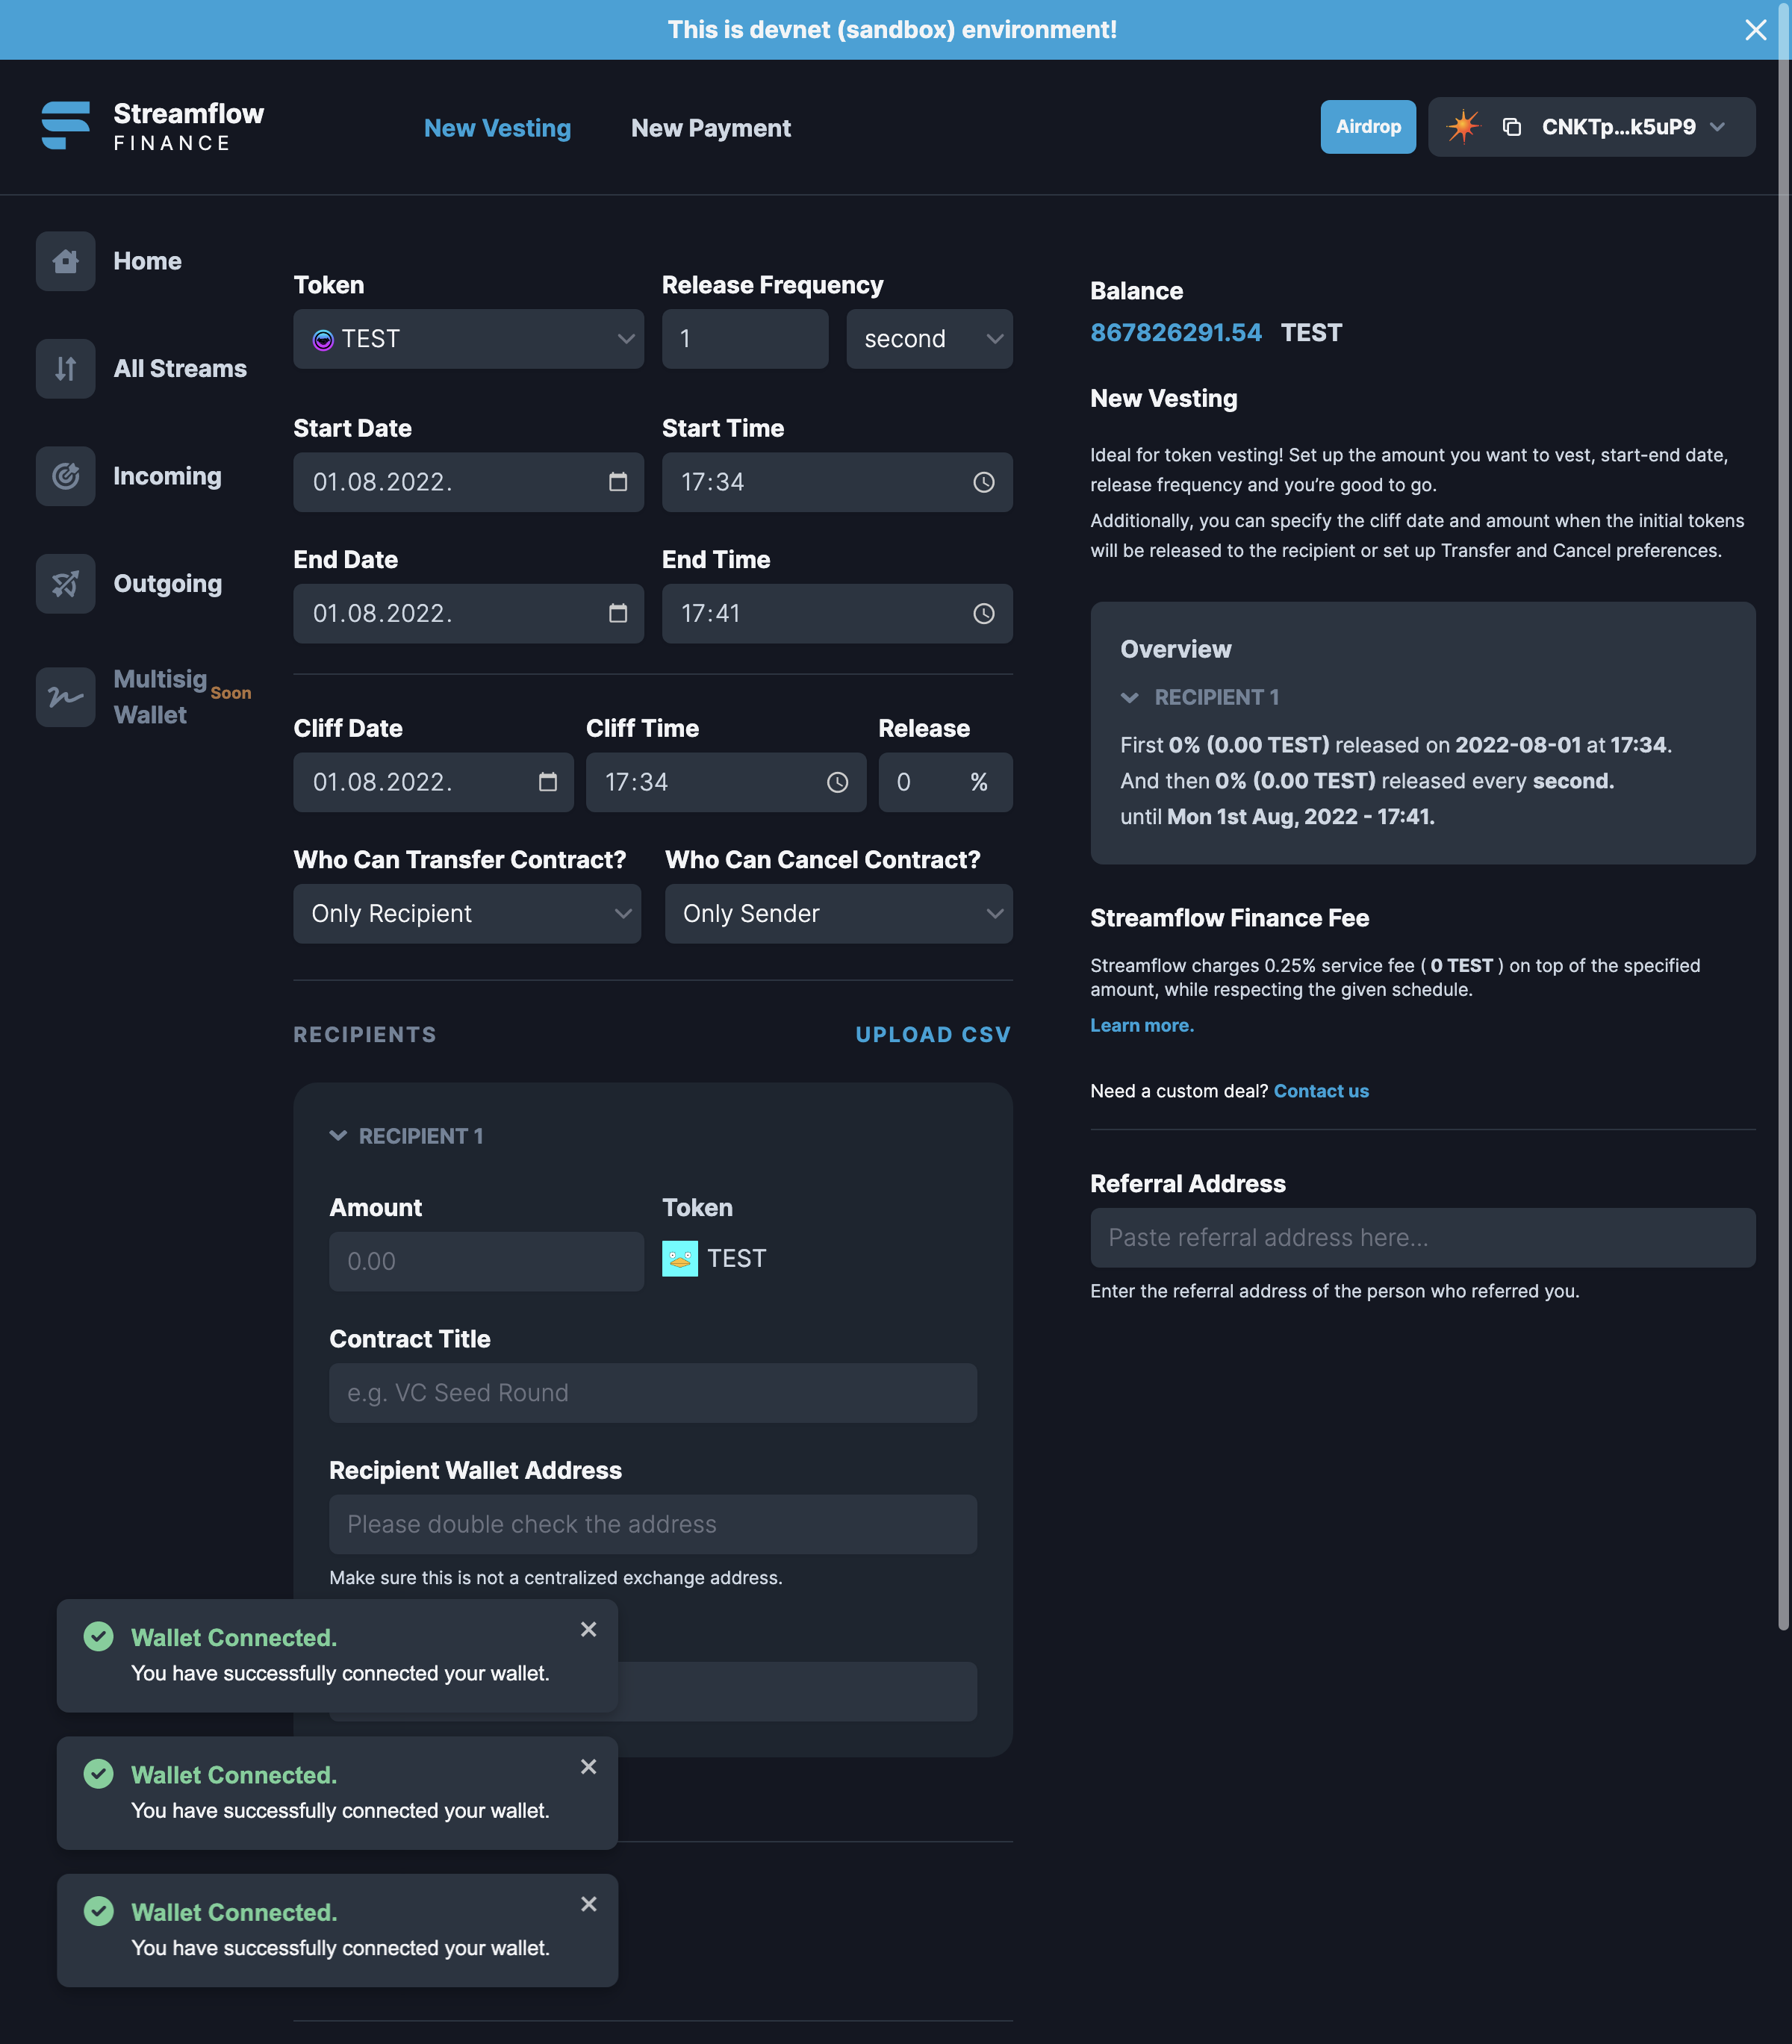 This is devnet (sandbox) environment!
Streamflow
FINANCE
New Vesting
New Payment
Airdrop
CNKTp...k5uP9
Home
All Streams
Incoming
Outgoing
Multisig
Wallet
Soon
Token
Release Frequency
TEST
1
second
Start Date
Start Time
01.08.2022.
17:34
End Date
End Time
01.08.2022.
17:41
Cliff Date
Cliff Time
Release
01.08.2022.
17:34
0 %
Who Can Transfer Contract?
Who Can Cancel Contract?
Only Recipient
Only Sender
RECIPIENTS
UPLOAD CSV
RECIPIENT 1
Amount
Token
0.00
TEST
Contract Title
e.g. VC Seed Round
Recipient Wallet Address
Please double check the address
Make sure this is not a centralized exchange address.
Wallet Connected.
You have successfully connected your wallet.
Wallet Connected.
You have successfully connected your wallet.
Wallet Connected.
You have successfully connected your wallet.
Balance
867826291.54 TEST
New Vesting
Ideal for token vesting! Set up the amount you want to vest, start-end date,
release frequency and you’re good to go.
Additionally, you can specify the cliff date and amount when the initial tokens
will be released to the recipient or set up Transfer and Cancel preferences.
Overview
RECIPIENT 1
First 0% (0.00 TEST) released on 2022-08-01 at 17:34.
And then 0% (0.00 TEST) released every second.
until Mon 1st Aug, 2022 - 17:41.
Streamflow Finance Fee
Streamflow charges 0.25% service fee ( 0 TEST ) on top of the specified
amount, while respecting the given schedule.
Learn more.
Need a custom deal? Contact us
Referral Address
Paste referral address here...
Enter the referral address of the person who referred you.